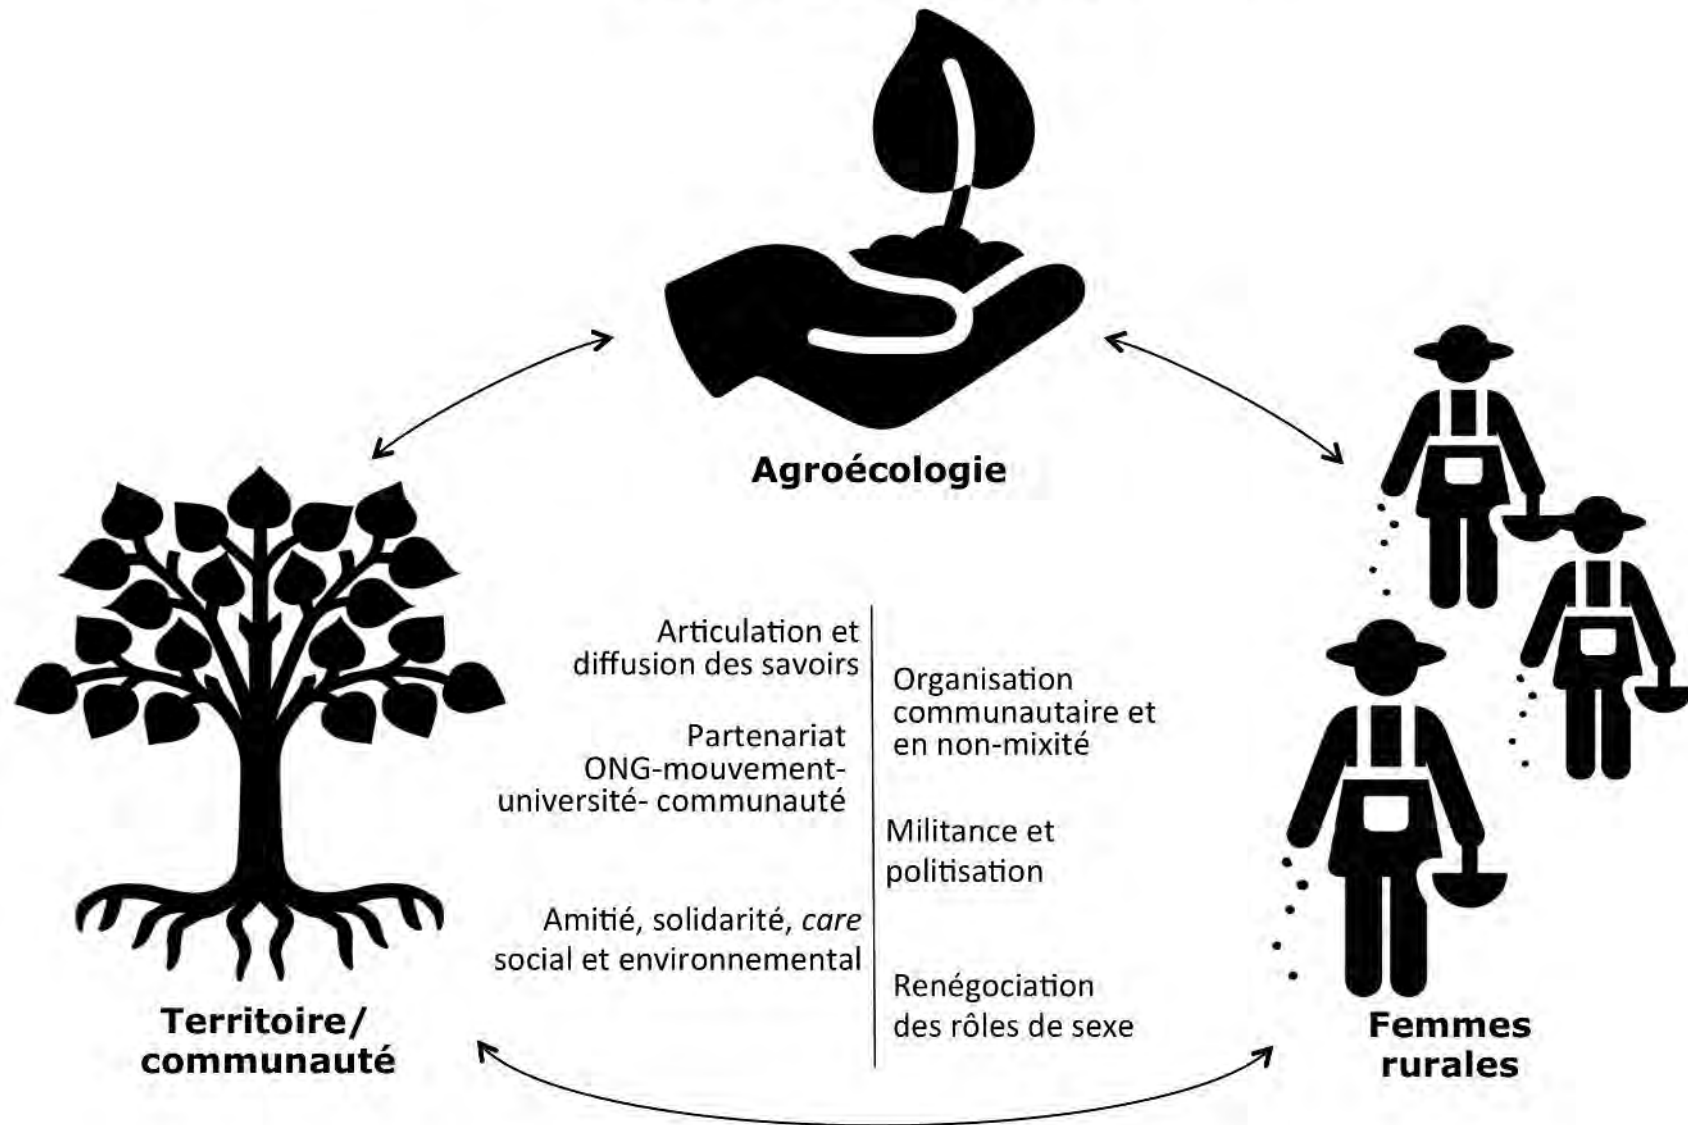 Agroécologie
Articulation et
diffusion des savoirs
Partenariat
ONG-mouvement-
université- communauté
Amitié, solidarité, care
social et environnemental
Organisation
communautaire et
en non-mixité
Militance et
politisation
Renégociation
des rôles de sexe
Territoire/
communauté
Femmes
rurales